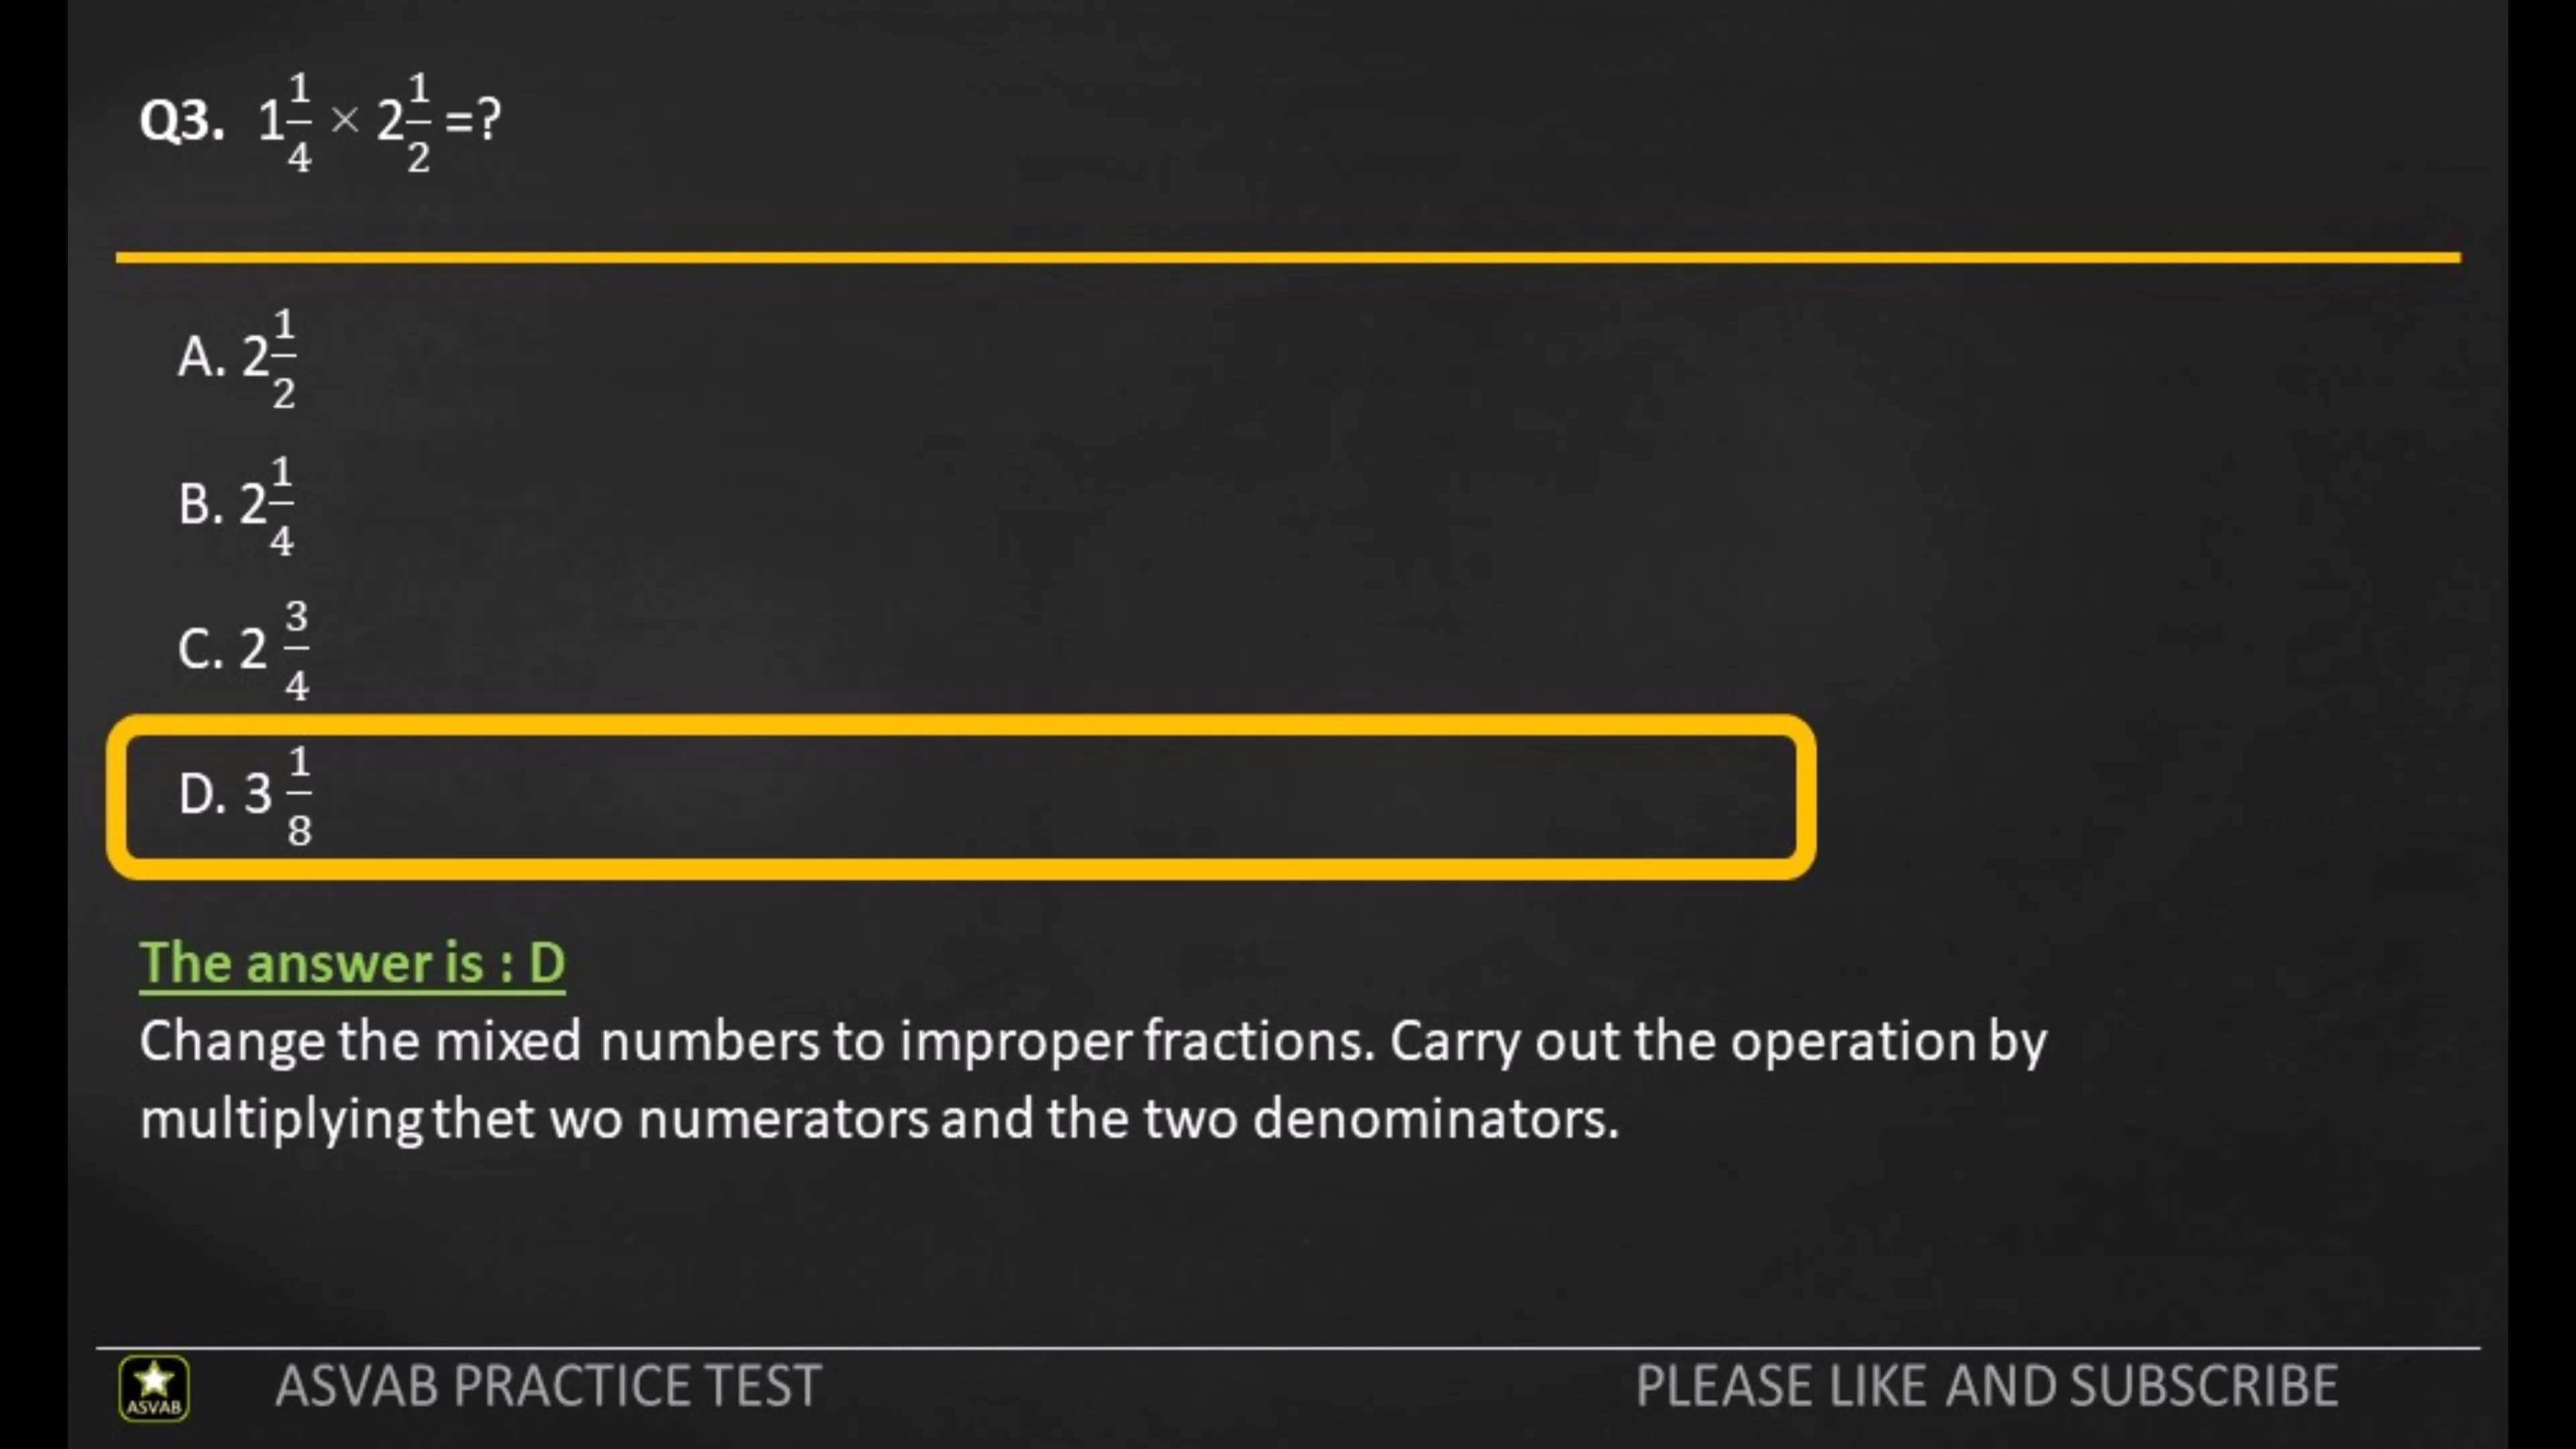 Q3. 1 1/4 × 2 1/2 =?
A. 2 1/2
B. 2 1/4
C. 2 3/4
D. 3 1/8
The answer is : D
Change the mixed numbers to improper fractions. Carry out the operation by
multiplying thet wo numerators and the two denominators.
ASVAB
ASVAB PRACTICE TEST
PLEASE LIKE AND SUBSCRIBE